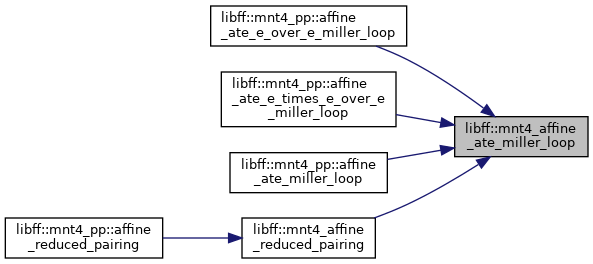 libff::mnt4_pp::affine
_ate_e_over_e_miller_loop
libff::mnt4_pp::affine
_ate_e_times_e_over_e
_miller_loop
libff::mnt4_affine
_ate_miller_loop
libff::mnt4_pp::affine
_ate_miller_loop
libff::mnt4_pp::affine
_reduced_pairing
libff::mnt4_affine
_reduced_pairing